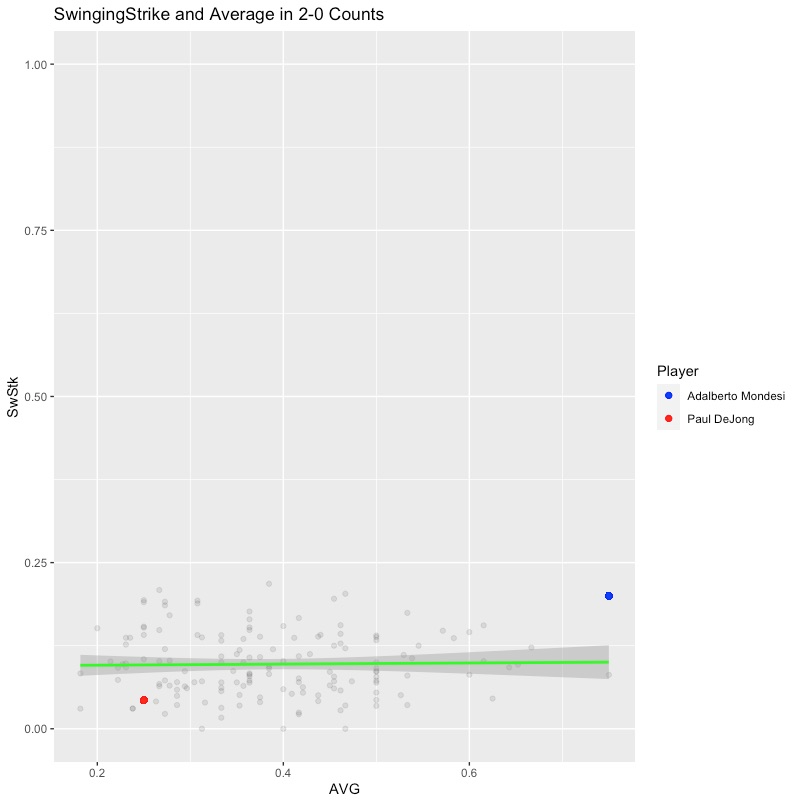 SwingingStrike and Average in 2-0 Counts
1.00
0.75
0.50
0.25
0.00
SwStk
0.2
0.4
0.6
AVG
Player
Adalberto Mondesi
Paul DeJong